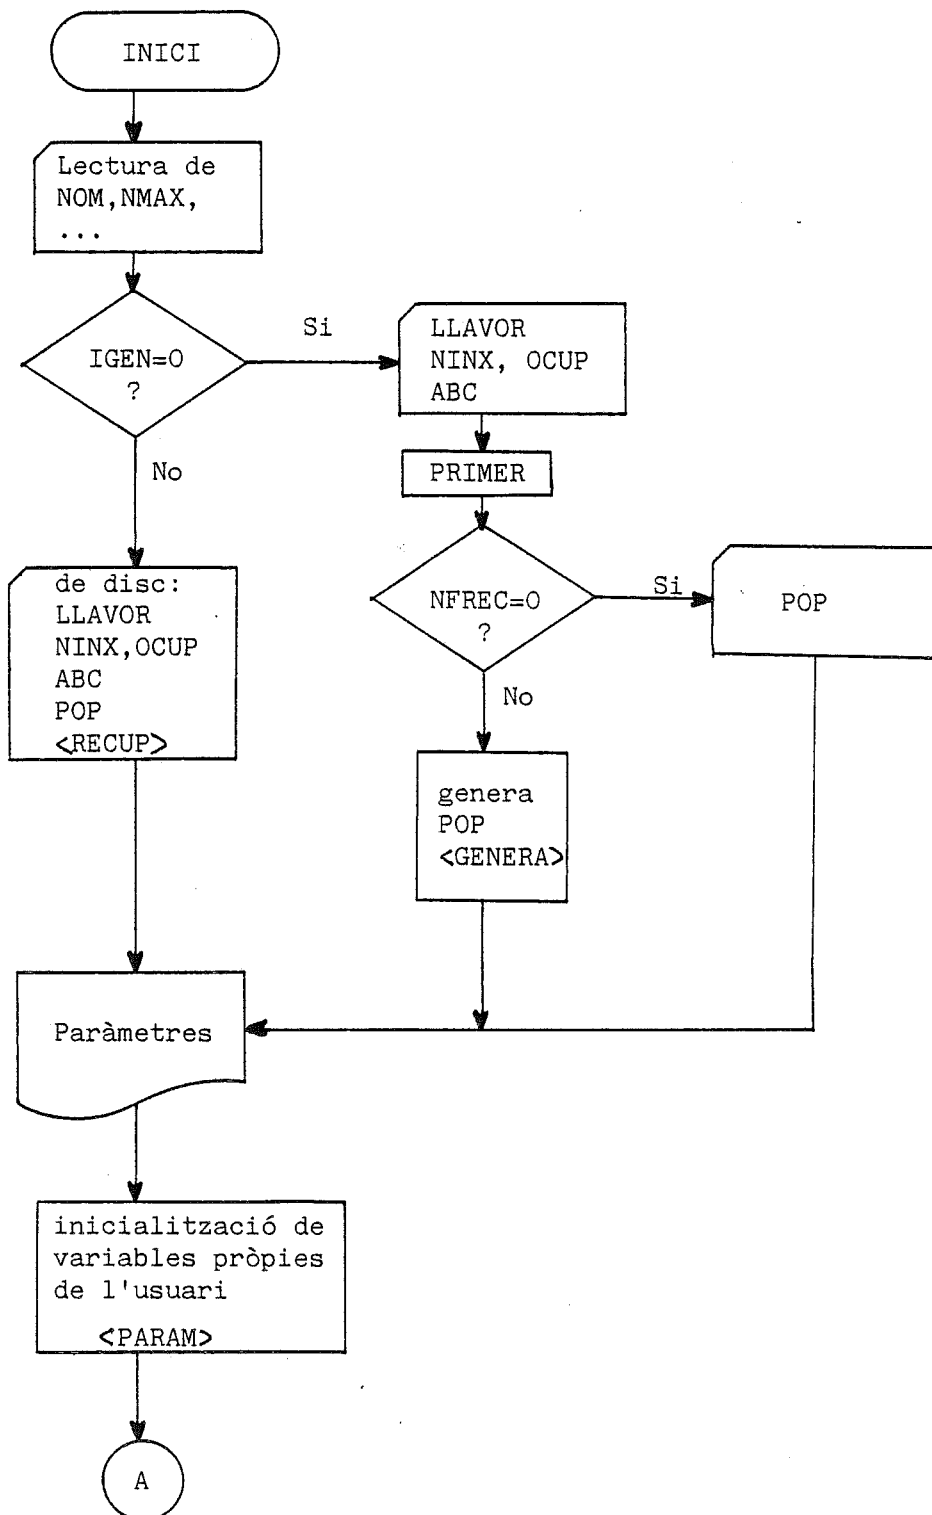 INICI
Lectura de
NOM,NMAX,
...
IGEN=0
?
Si
No
LLAVOR
NINX, OCUP
ABC
PRIMER
NFREC=0
?
Si
No
POP
de disc:
LLAVOR
NINX,OCUP
ABC
POP
<RECUP>
genera
POP
<GENERA>
Paràmetres
inicialització de
variables pròpies
de l'usuari
<PARAM>
A